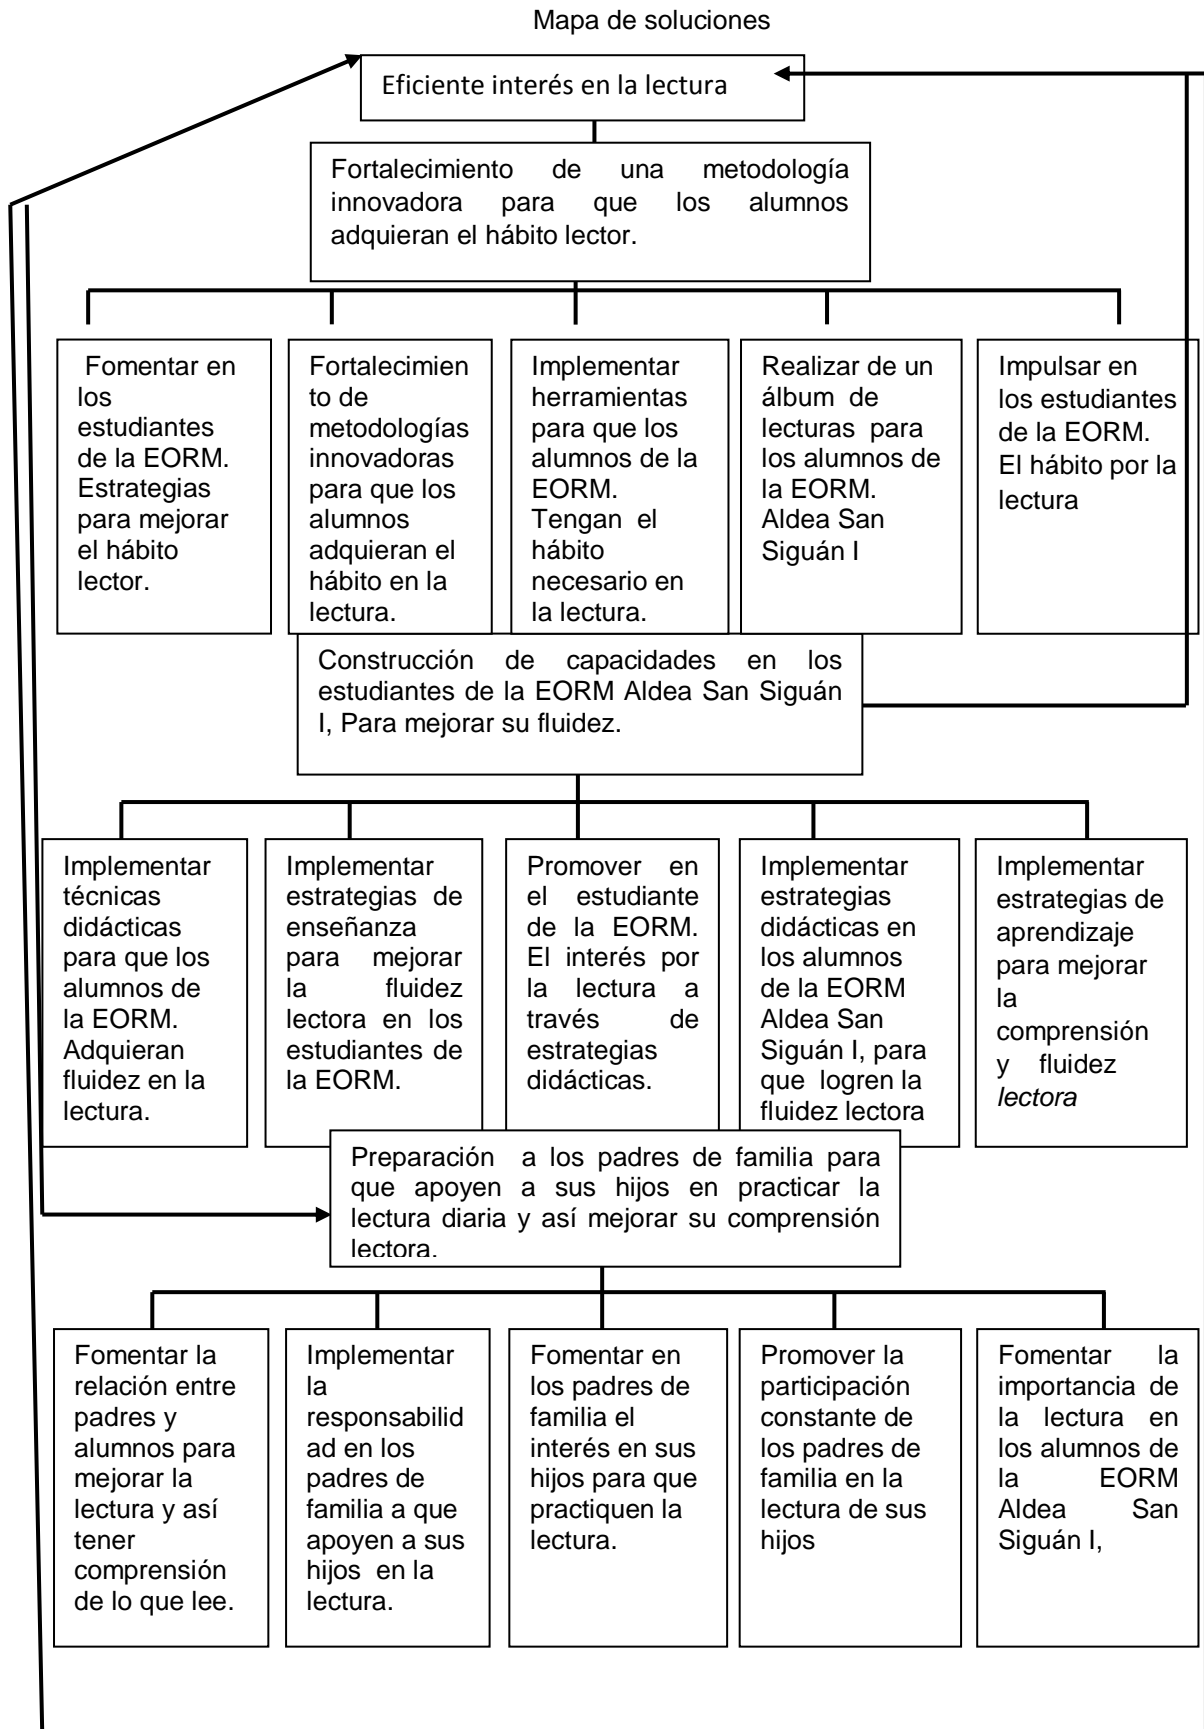 Mapa de soluciones
Eficiente interés en la lectura
Fortalecimiento de una metodología
innovadora para que los alumnos
adquieran el hábito lector.
Fomentar en
los
estudiantes
de la EORM.
Estrategias
para mejorar
el hábito
lector.
Fortalecimien
to de
metodologías
innovadoras
para que los
alumnos
adquieran el
hábito en la
lectura.
Implementar
herramientas
para que los
alumnos de la
EORM.
Tengan el
hábito
necesario en
la lectura.
Realizar de un
álbum de
lecturas para
los alumnos de
la EORM.
Aldea San
Siguán I
Impulsar en
los estudiantes
de la EORM.
El hábito por la
lectura
Construcción de capacidades en los
estudiantes de la EORM Aldea San Siguán
I, Para mejorar su fluidez.
Implementar
técnicas
didácticas
para que los
alumnos de
la EORM.
Adquieran
fluidez en la
lectura.
Implementar
estrategias de
enseñanza
para mejorar
la fluidez
lectora en los
estudiantes de
la EORM.
Promover en
el estudiante
de la EORM.
El interés por
la lectura a
través de
estrategias
didácticas.
Implementar
estrategias
didácticas en
los alumnos
de la EORM
Aldea San
Siguán I, para
que logren la
fluidez lectora
Implementar
estrategias de
aprendizaje
para mejorar
la
comprensión
y fluidez
lectora
Preparación a los padres de familia para
que apoyen a sus hijos en practicar la
lectura diaria y así mejorar su comprensión
lectora.
Fomentar la
relación entre
padres y
alumnos para
mejorar la
lectura y así
tener
comprensión
de lo que lee.
Implementar
la
responsabilid
ad en los
padres de
familia a que
apoyen a sus
hijos en la
lectura.
Fomentar en
los padres de
familia el
interés en sus
hijos para que
practiquen la
lectura.
Promover la
participación
constante de
los padres de
familia en la
lectura de sus
hijos
Fomentar la
importancia de
la lectura en
los alumnos de
la EORM
Aldea San
Siguán I,